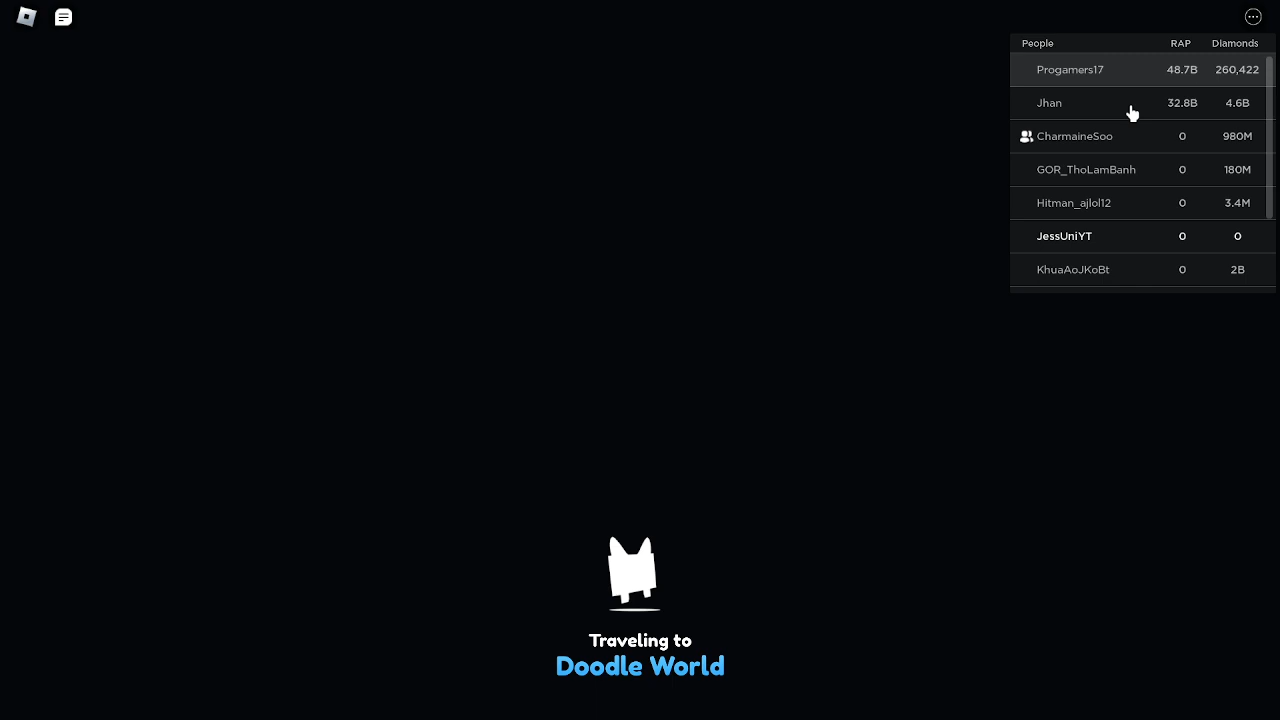 People RAP Diamonds
Progamers17 48.7B 260,422
Jhan 32.8B 4.6B
CharmaineSoo 0 980M
GOR_ThoLamBanh 0 180M
Hitman_ajlol12 0 3.4M
JessUniYT 0 0
KhuaAoJKoBt 0 2B
Traveling to
Doodle World